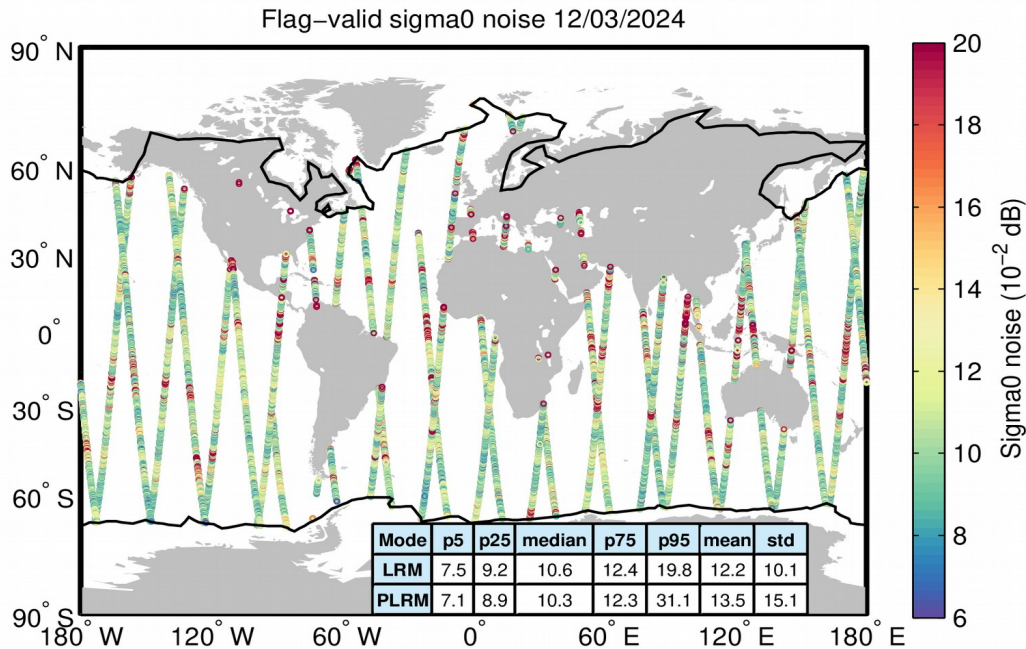 Flag−valid sigma0 noise 12/03/2024
90° N
60° N
30° N
0°
30° S
60° S
90° S
180° W
120° W
60° W
0°
60° E
120° E
180° E
Mode p5 p25 median p75 p95 mean std
LRM 7.5 9.2 10.6 12.4 19.8 12.2 10.1
PLRM 7.1 8.9 10.3 12.3 31.1 13.5 15.1
20
18
16
14
12
10
8
6
Sigma0 noise (10⁻² dB)